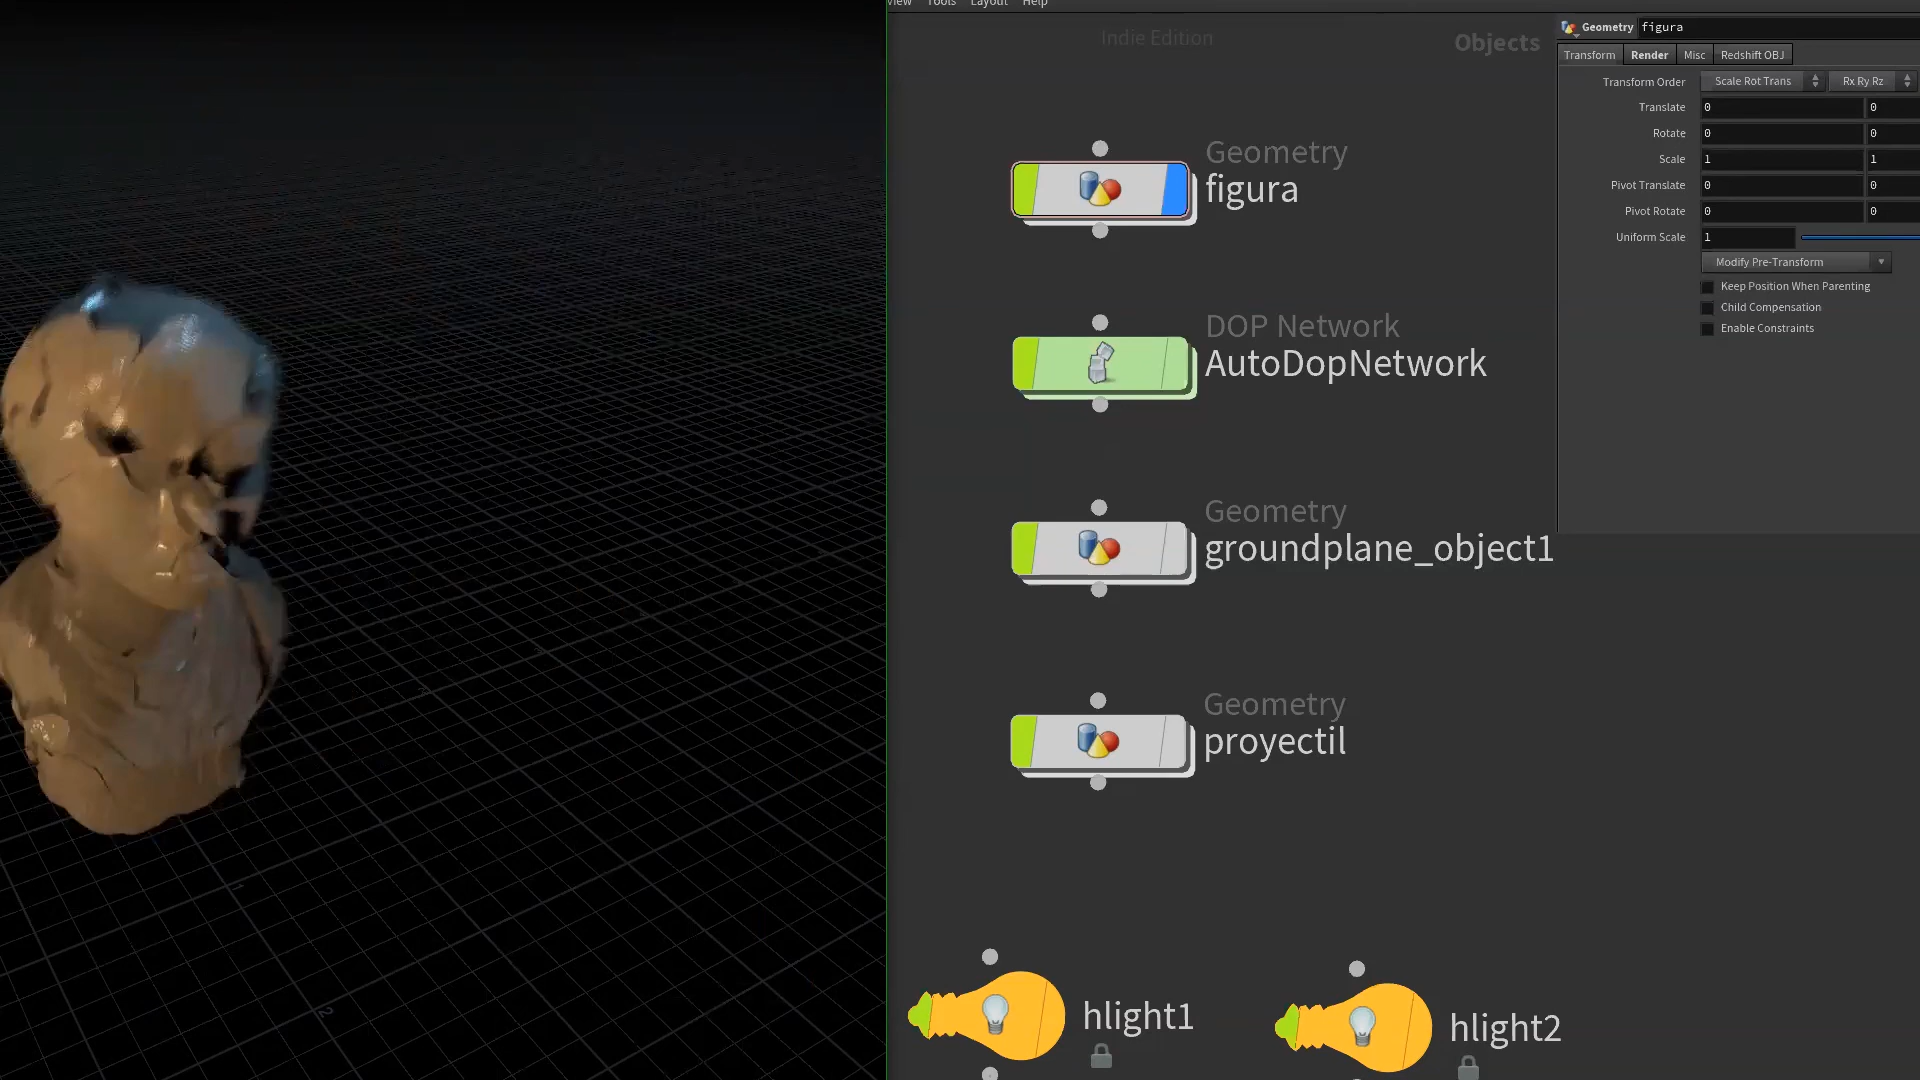 View Tools Layout Help
Indie Edition
Objects
Geometry figura
Transform Render Misc Redshift OBJ
Transform Order Scale Rot Trans Rx Ry Rz
Translate 0 0
Rotate 0 0
Scale 1 1
Pivot Translate 0 0
Pivot Rotate 0 0
Uniform Scale 1
Modify Pre-Transform
Keep Position When Parenting
Child Compensation
Enable Constraints
Geometry
figura
DOP Network
AutoDopNetwork
Geometry
groundplane_object1
Geometry
proyectil
hlight1
hlight2
2